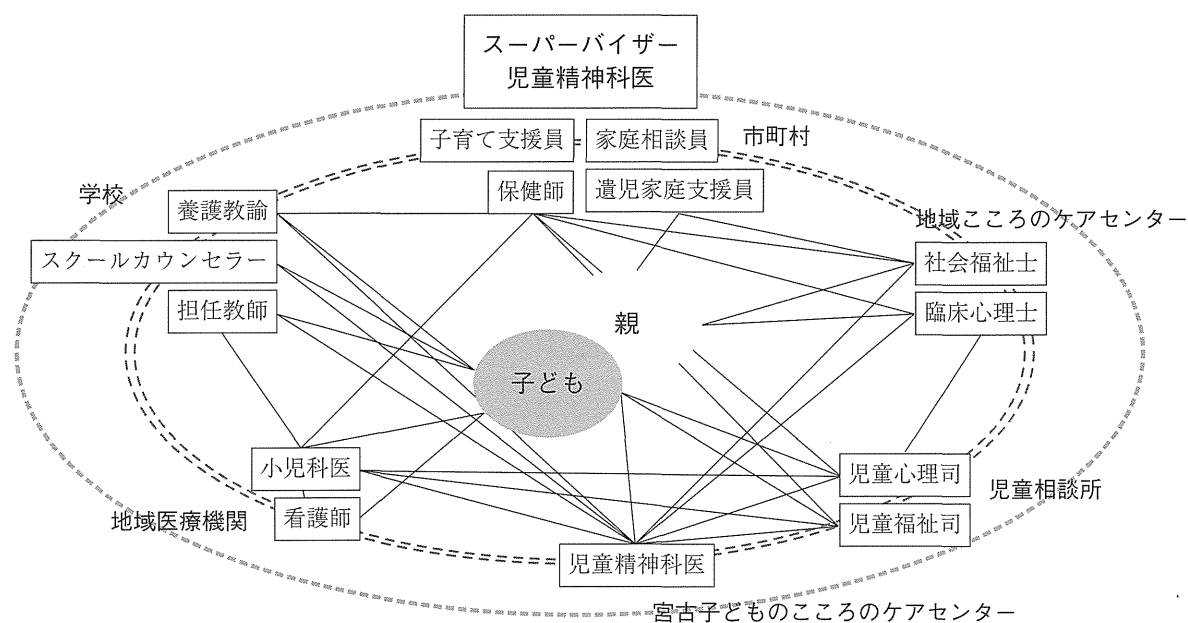 スーパーバイザー
児童精神科医
子育て支援員
家庭相談員
市町村
保健師
遺児家庭支援員
学校
養護教諭
スクールカウンセラー
担任教師
地域こころのケアセンター
社会福祉士
臨床心理士
親
子ども
小児科医
看護師
地域医療機関
児童心理司
児童福祉司
児童相談所
児童精神科医
宮古子どものこころのケアセンター